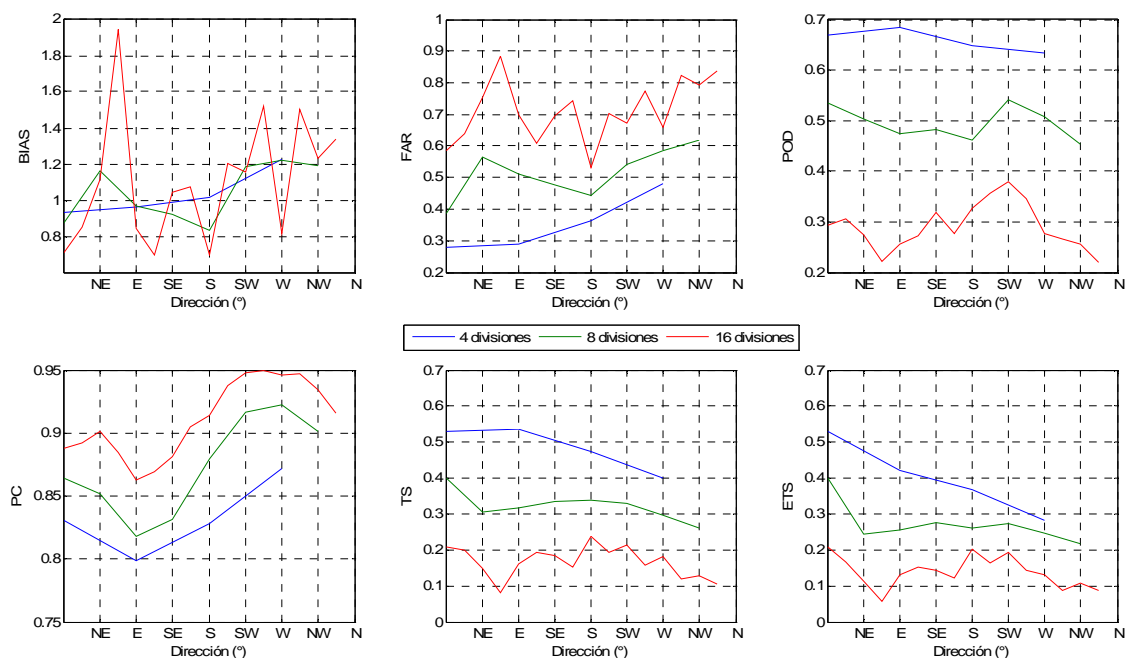 2
1.8
1.6
1.4
1.2
1
0.8
BIAS
NE E SE S SW W NW N
Dirección (°)
1
0.9
0.8
0.7
0.6
0.5
0.4
0.3
0.2
FAR
NE E SE S SW W NW N
Dirección (°)
0.7
0.6
0.5
0.4
0.3
0.2
POD
NE E SE S SW W NW N
Dirección (°)
4 divisiones 8 divisiones 16 divisiones
0.95
0.9
0.85
0.8
0.75
PC
NE E SE S SW W NW N
Dirección (°)
0.7
0.6
0.5
0.4
0.3
0.2
0.1
0
TS
NE E SE S SW W NW N
Dirección (°)
0.7
0.6
0.5
0.4
0.3
0.2
0.1
0
ETS
NE E SE S SW W NW N
Dirección (°)